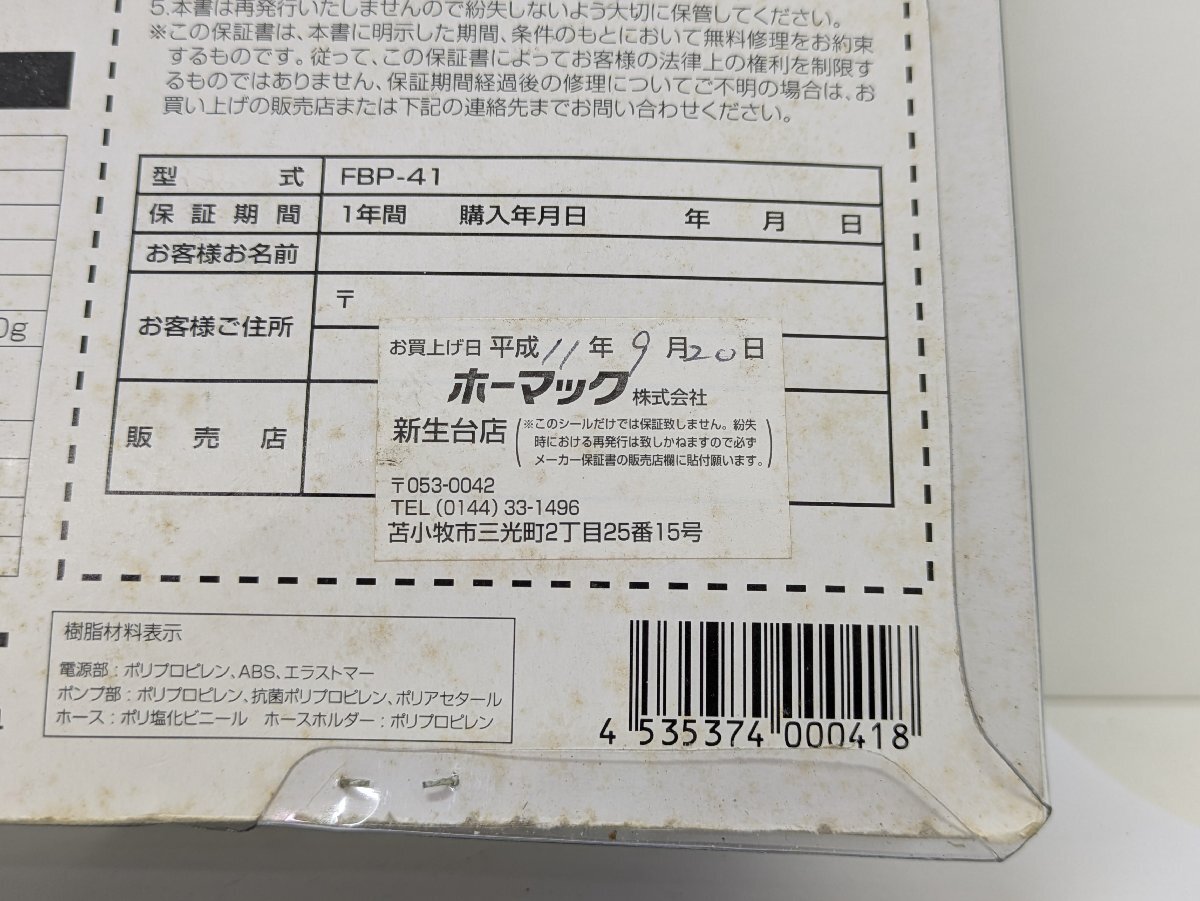 5.本書は再発行いたしませんので紛失しないよう大切に保管してください。
※この保証書は、本書に明示した期間、条件のもとにおいて無料修理をお約束
するものです。従って、この保証書によってお客様の法律上の権利を制限す
るものではありません、保証期間経過後の修理についてご不明の場合は、お
買い上げの販売店または下記の連絡先までお問い合わせください。
型 式 FBP-41
保証期間 1年間 購入年月日 年 月 日
お客様お名前
お客様ご住所 〒
0g
販売店
お買上げ日 平成11年9月20日
ホーマック株式会社
新生台店
※このシールだけでは保証致しません。紛失
時における再発行は致しかねますので必ず
メーカー保証書の販売店欄に貼付願います。
〒053-0042
TEL(0144)33-1496
苫小牧市三光町2丁目25番15号
樹脂材料表示
電源部:ポリプロピレン、ABS、エラストマー
ポンプ部:ポリプロピレン、抗菌ポリプロピレン、ポリアセタール
ホース:ポリ塩化ビニール ホースホルダー:ポリプロピレン
4 535374 000418